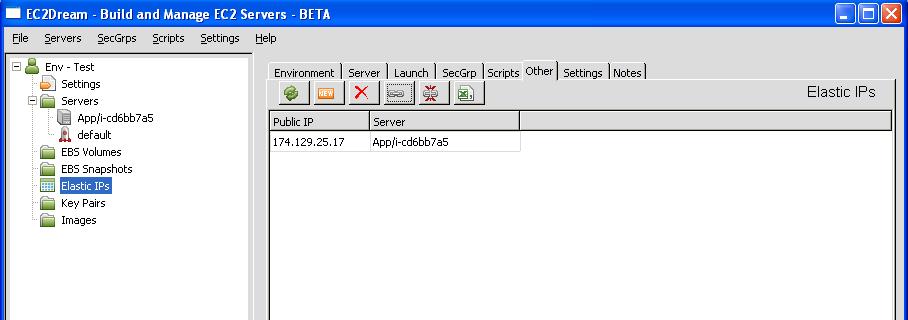 EC2Dream - Build and Manage EC2 Servers - BETA
File Servers SecGrps Scripts Settings Help
Env - Test
Settings
Servers
App/i-cd6bb7a5
default
EBS Volumes
EBS Snapshots
Elastic IPs
Key Pairs
Images
Environment Server Launch SecGrp Scripts Other Settings Notes
NEW Elastic IPs
Public IP Server
174.129.25.17 App/i-cd6bb7a5